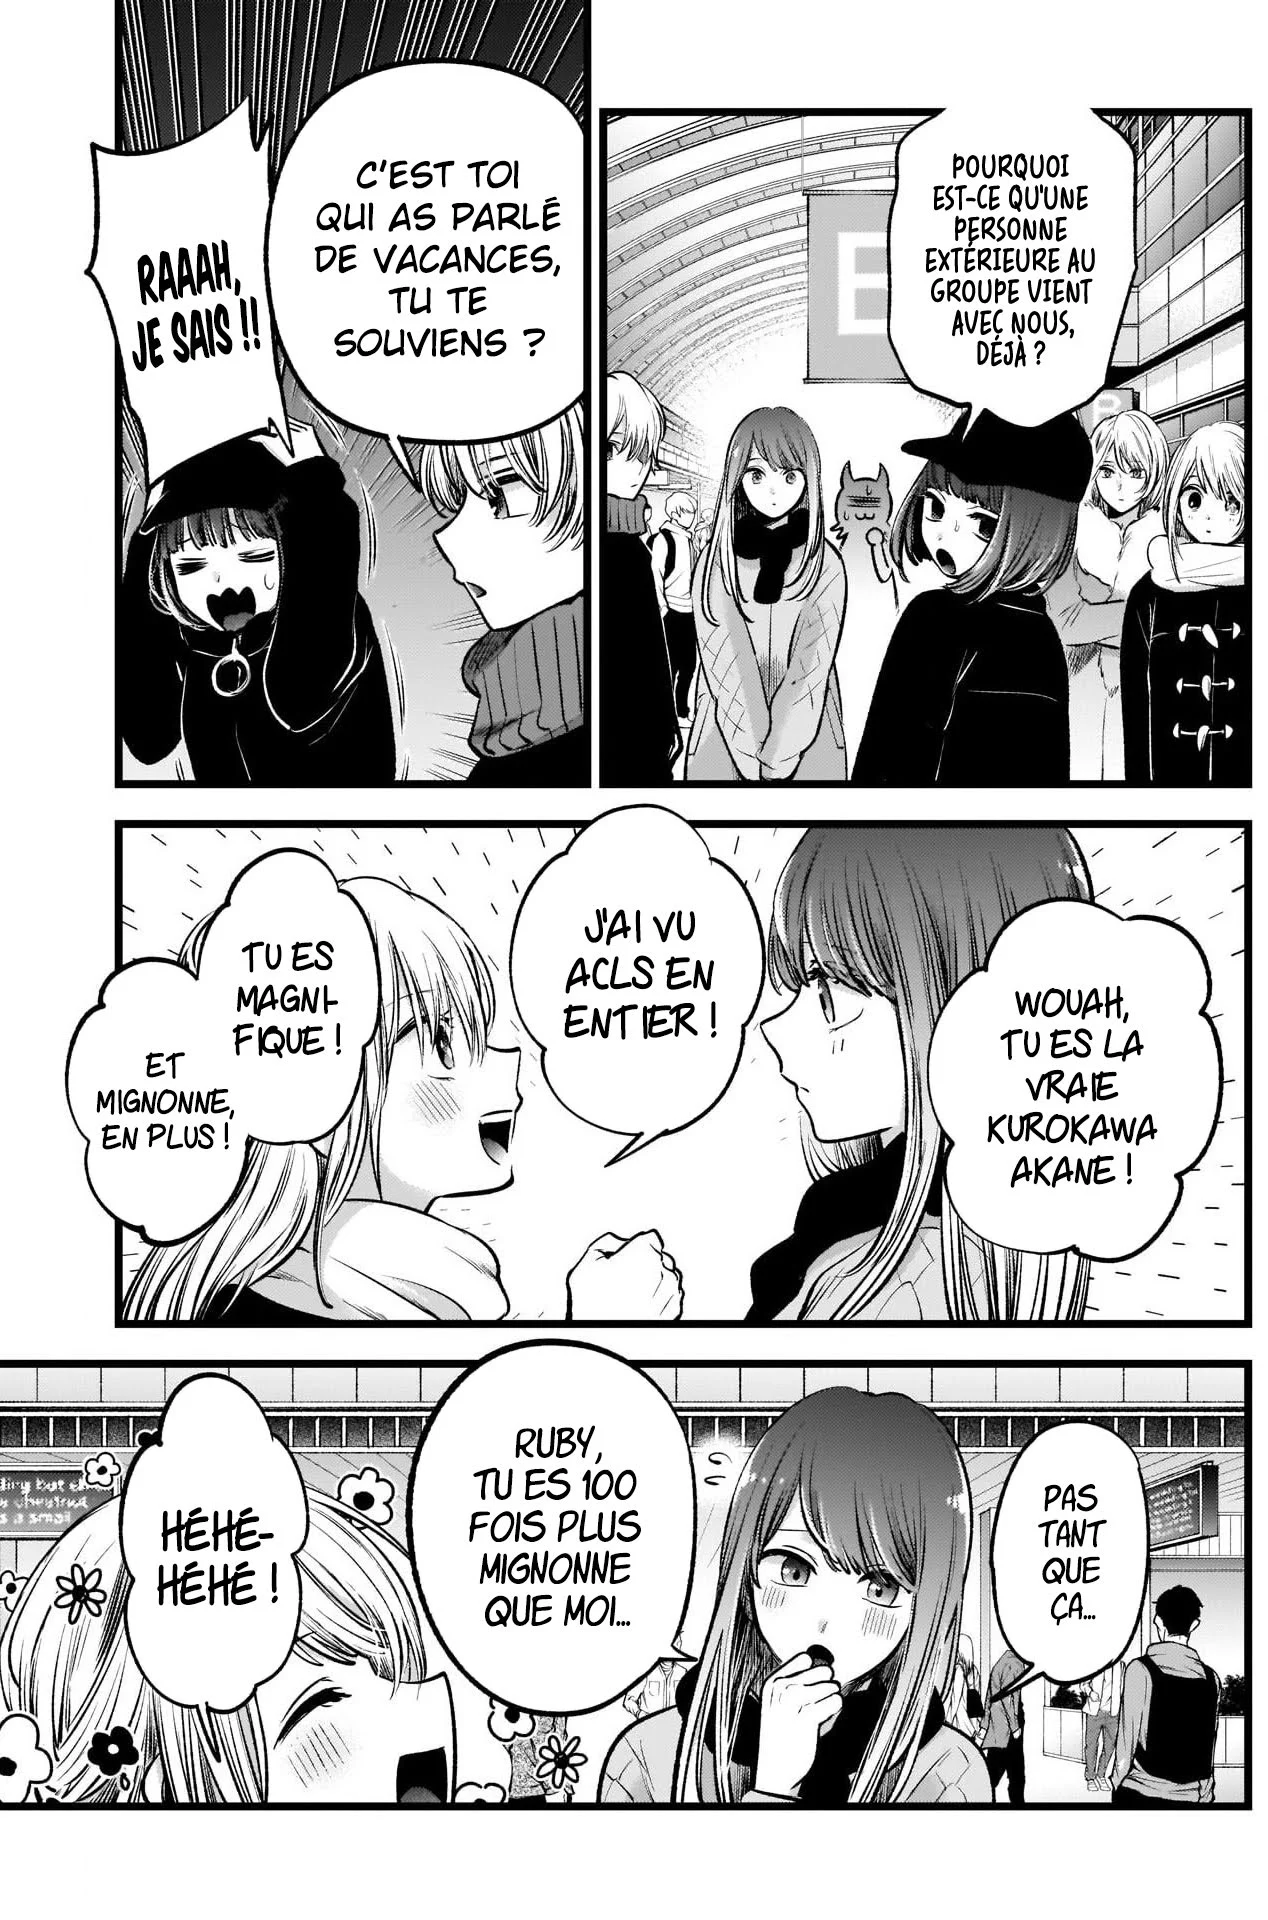 POURQUOI
EST-CE QU'UNE
PERSONNE
EXTÉRIEURE AU
GROUPE VIENT
AVEC NOUS,
DÉJÀ ?
B
B
C'EST TOI
QUI AS PARLÉ
DE VACANCES,
TU TE
SOUVIENS ?
RAAAH,
JE SAIS !!
WOUAH,
TU ES LA
VRAIE
KUROKAWA
AKANE !
J'AI VU
ACLS EN
ENTIER !
TU ES
MAGNI-
FIQUE !
ET
MIGNONNE,
EN PLUS !
PAS
TANT
QUE
ÇA...
RUBY,
TU ES 100
FOIS PLUS
MIGNONNE
QUE MOI...
HÉHÉ-
HÉHÉ !
but
chestnut
a small